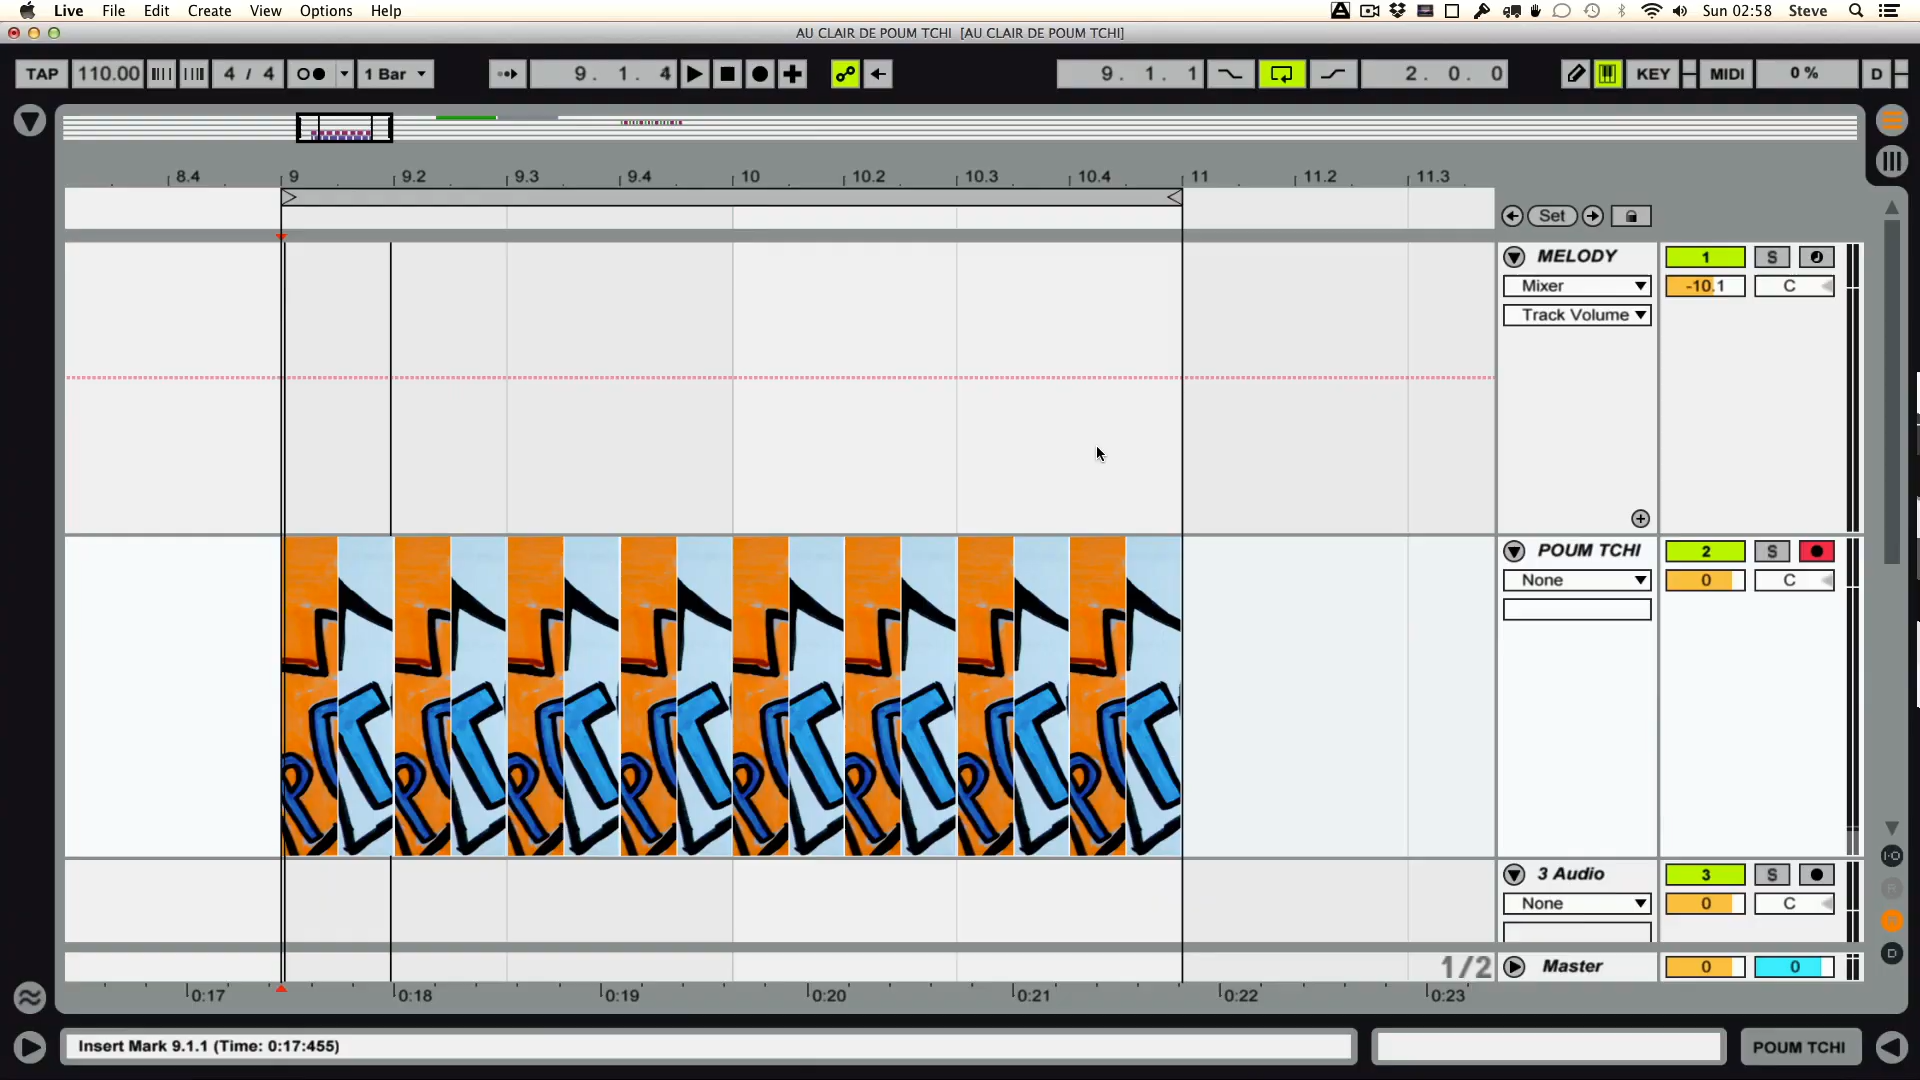 Live File Edit Create View Options Help Sun 02:58 Steve
AU CLAIR DE POUM TCHI [AU CLAIR DE POUM TCHI]
TAP 110.00 4 / 4 1 Bar 9. 1. 4 9. 1. 1 2. 0. 0 KEY MIDI 0 % D
8.4 9 9.2 9.3 9.4 10 10.2 10.3 10.4 11 11.2 11.3
Set
MELODY 1 S
Mixer -10.1 C
Track Volume
POUM TCHI 2 S
None 0 C
P T P T P T P T P T P T P T P T
3 Audio 3 S
None 0 C
1/2 Master 0 0
0:17 0:18 0:19 0:20 0:21 0:22 0:23
Insert Mark 9.1.1 (Time: 0:17:455) POUM TCHI